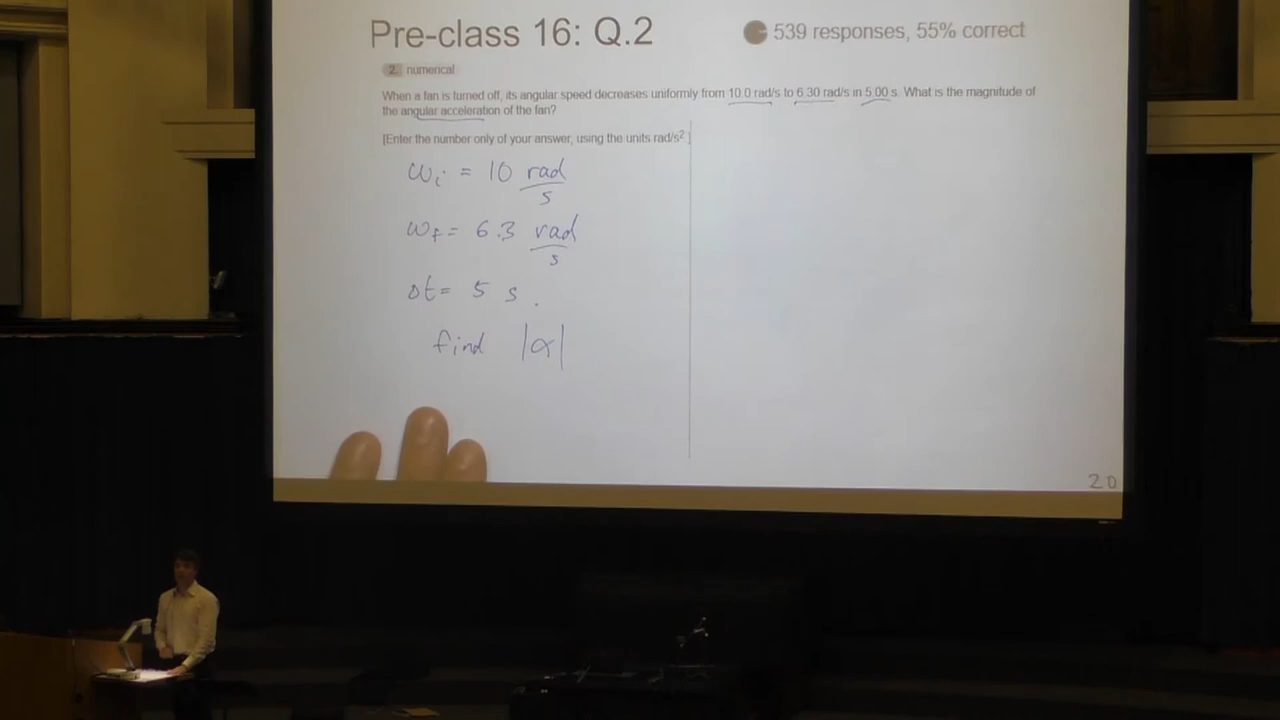 Pre-class 16: Q.2
539 responses, 55% correct
2. numerical
When a fan is turned off, its angular speed decreases uniformly from 10.0 rad/s to 6.30 rad/s in 5.00 s. What is the magnitude of
the angular acceleration of the fan?
[Enter the number only of your answer, using the units rad/s²]
ωi = 10 rad/s
ωf = 6.3 rad/s
Δt = 5 s.
find |α|
20